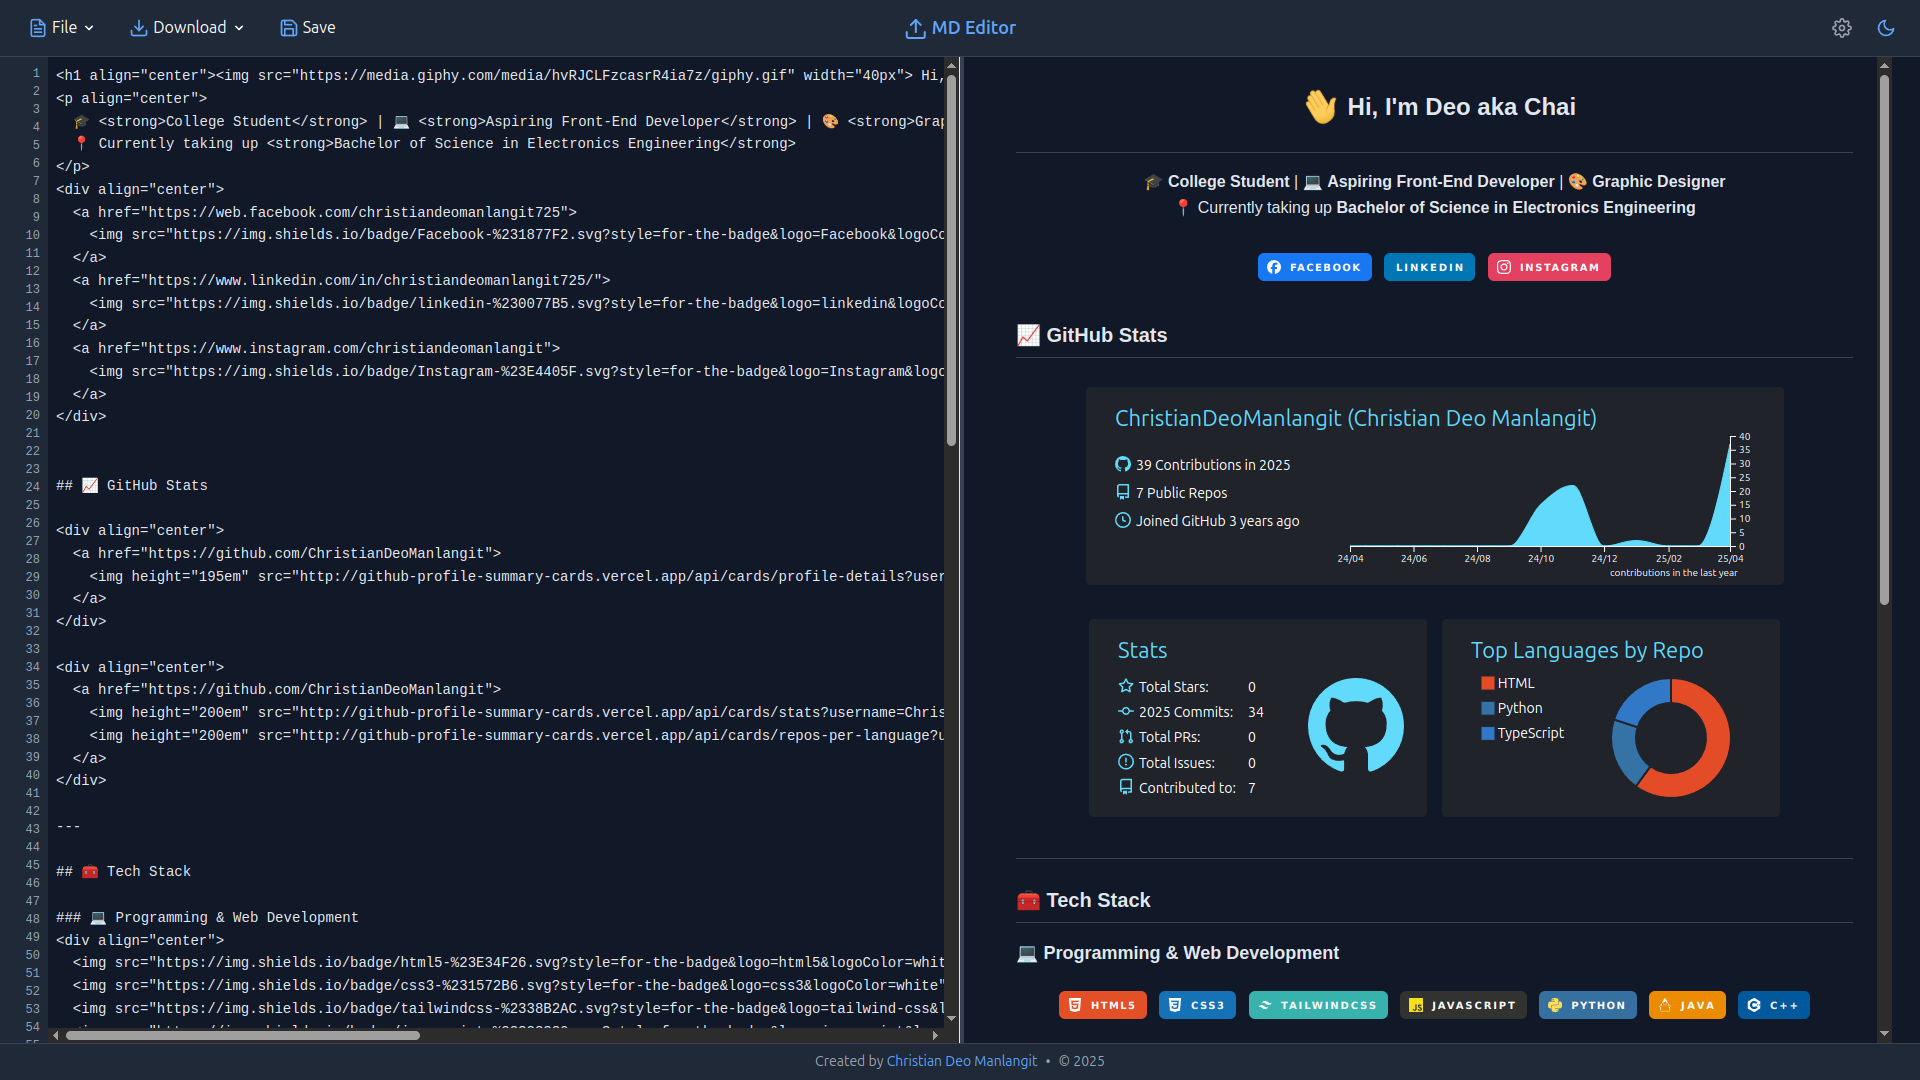 File
Download
Save
MD Editor
1
2
3
4
5
6
7
8
9
10
11
12
13
14
15
16
17
18
19
20
21
22
23
24
25
26
27
28
29
30
31
32
33
34
35
36
37
38
39
40
41
42
43
44
45
46
47
48
49
50
51
52
53
54
55
<h1 align="center"><img src="https://media.giphy.com/media/hvRJCLFzcasrR4ia7z/giphy.gif" width="40px"> Hi,
<p align="center">
🎓 <strong>College Student</strong> | 💻 <strong>Aspiring Front-End Developer</strong> | 🎨 <strong>Grap
📍 Currently taking up <strong>Bachelor of Science in Electronics Engineering</strong>
</p>
<div align="center">
<a href="https://web.facebook.com/christiandeomanlangit725">
<img src="https://img.shields.io/badge/Facebook-%231877F2.svg?style=for-the-badge&logo=Facebook&logoCo
</a>
<a href="https://www.linkedin.com/in/christiandeomanlangit725/">
<img src="https://img.shields.io/badge/linkedin-%230077B5.svg?style=for-the-badge&logo=linkedin&logoCo
</a>
<a href="https://www.instagram.com/christiandeomanlangit">
<img src="https://img.shields.io/badge/Instagram-%23E4405F.svg?style=for-the-badge&logo=Instagram&logo
</a>
</div>
## 📈 GitHub Stats
<div align="center">
<a href="https://github.com/ChristianDeoManlangit">
<img height="195em" src="http://github-profile-summary-cards.vercel.app/api/cards/profile-details?user
</a>
</div>
<div align="center">
<a href="https://github.com/ChristianDeoManlangit">
<img height="200em" src="http://github-profile-summary-cards.vercel.app/api/cards/stats?username=Chris
<img height="200em" src="http://github-profile-summary-cards.vercel.app/api/cards/repos-per-language?u
</a>
</div>
---
## 🧰 Tech Stack
### 💻 Programming & Web Development
<div align="center">
<img src="https://img.shields.io/badge/html5-%23E34F26.svg?style=for-the-badge&logo=html5&logoColor=whit
<img src="https://img.shields.io/badge/css3-%231572B6.svg?style=for-the-badge&logo=css3&logoColor=white"
<img src="https://img.shields.io/badge/tailwindcss-%2338B2AC.svg?style=for-the-badge&logo=tailwind-css&l
👋 Hi, I'm Deo aka Chai
🎓 College Student | 💻 Aspiring Front-End Developer | 🎨 Graphic Designer
📍 Currently taking up Bachelor of Science in Electronics Engineering
FACEBOOK
LINKEDIN
INSTAGRAM
📈 GitHub Stats
ChristianDeoManlangit (Christian Deo Manlangit)
39 Contributions in 2025
7 Public Repos
Joined GitHub 3 years ago
40
35
30
25
20
15
10
5
0
24/04 24/06 24/08 24/10 24/12 25/02 25/04
contributions in the last year
Stats
Total Stars: 0
2025 Commits: 34
Total PRs: 0
Total Issues: 0
Contributed to: 7
Top Languages by Repo
HTML
Python
TypeScript
🧰 Tech Stack
💻 Programming & Web Development
HTML5
CSS3
TAILWINDCSS
JS JAVASCRIPT
PYTHON
JAVA
C++
Created by Christian Deo Manlangit • © 2025